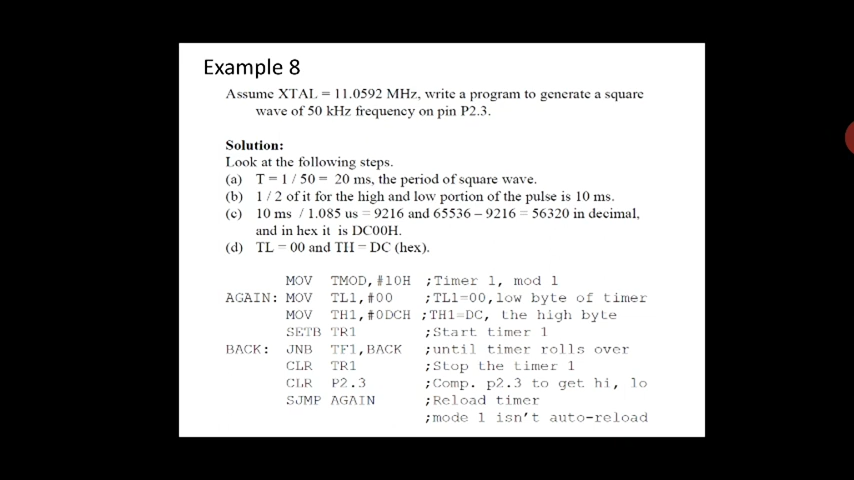 Example 8
Assume XTAL = 11.0592 MHz, write a program to generate a square
wave of 50 kHz frequency on pin P2.3.
Solution:
Look at the following steps.
(a) T = 1 / 50 = 20 ms, the period of square wave.
(b) 1 / 2 of it for the high and low portion of the pulse is 10 ms.
(c) 10 ms / 1.085 us = 9216 and 65536 – 9216 = 56320 in decimal,
and in hex it is DC00H.
(d) TL = 00 and TH = DC (hex).
MOV TMOD,#10H ;Timer 1, mod 1
AGAIN: MOV TL1,#00 ;TL1=00,low byte of timer
MOV TH1,#0DCH ;TH1=DC, the high byte
SETB TR1 ;Start timer 1
BACK: JNB TF1,BACK ;until timer rolls over
CLR TR1 ;Stop the timer 1
CLR P2.3 ;Comp. p2.3 to get hi, lo
SJMP AGAIN ;Reload timer
;mode 1 isn't auto-reload